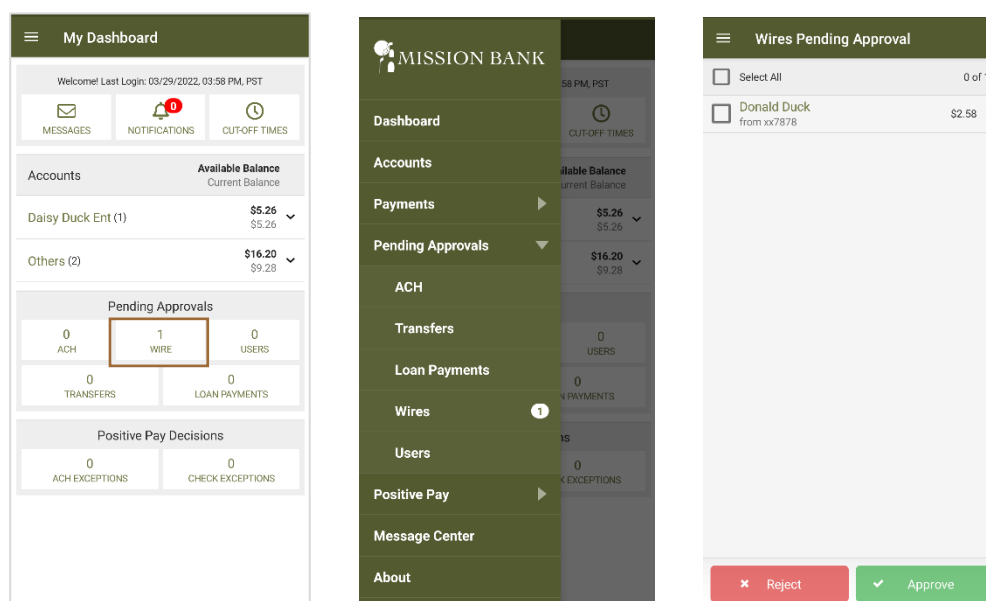 My Dashboard
Welcome! Last Login: 03/29/2022, 03:58 PM, PST
MESSAGES
0
NOTIFICATIONS
CUT-OFF TIMES
Accounts
Available Balance
Current Balance
Daisy Duck Ent (1)
$5.26
$5.26
Others (2)
$16.20
$9.28
Pending Approvals
0
ACH
1
WIRE
0
USERS
0
TRANSFERS
0
LOAN PAYMENTS
Positive Pay Decisions
0
ACH EXCEPTIONS
0
CHECK EXCEPTIONS
MISSION BANK
Dashboard
Accounts
Payments
Pending Approvals
ACH
Transfers
Loan Payments
Wires 1
Users
Positive Pay
Message Center
About
58 PM, PST
CUT-OFF TIMES
ilable Balance
urrent Balance
$5.26
$5.26
$16.20
$9.28
0
USERS
0
N PAYMENTS
ns
0
K EXCEPTIONS
Wires Pending Approval
Select All
0 of 1
Donald Duck
from xx7878
$2.58
Reject
Approve